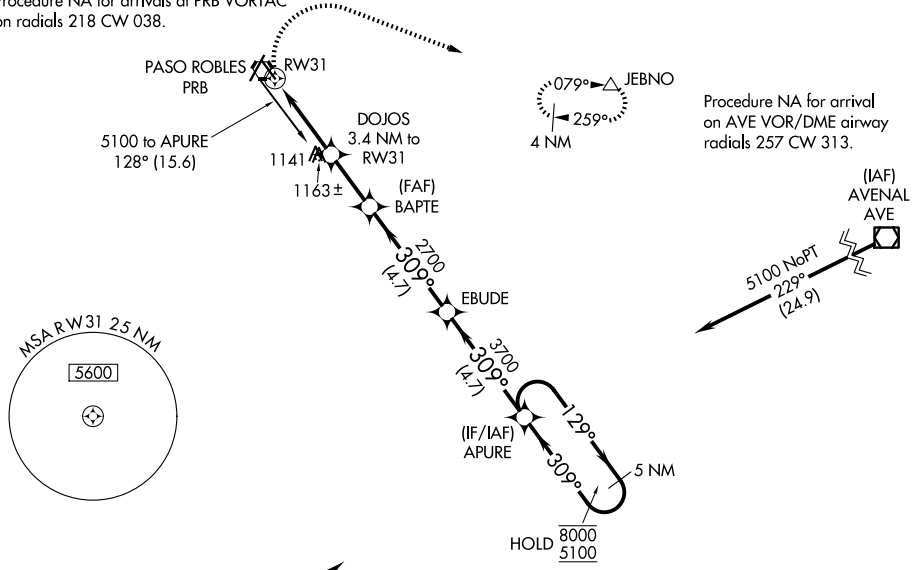 Procedure NA for arrivals at PRB VORTAC
on radials 218 CW 038.
PASO ROBLES
PRB
RW31
5100 to APURE
128° (15.6)
DOJOS
3.4 NM to
RW31
1141
1163 ±
(FAF)
BAPTE
079°
JEBNO
259°
4 NM
Procedure NA for arrival
on AVE VOR/DME airway
radials 257 CW 313.
(IAF)
AVENAL
AVE
5100 NoPT
229°
(24.9)
2700
309°
(4.7)
EBUDE
3700
309°
(4.7)
MSA RW31 25 NM
5600
(IF/IAF)
APURE
129°
309°
5 NM
HOLD
8000
5100